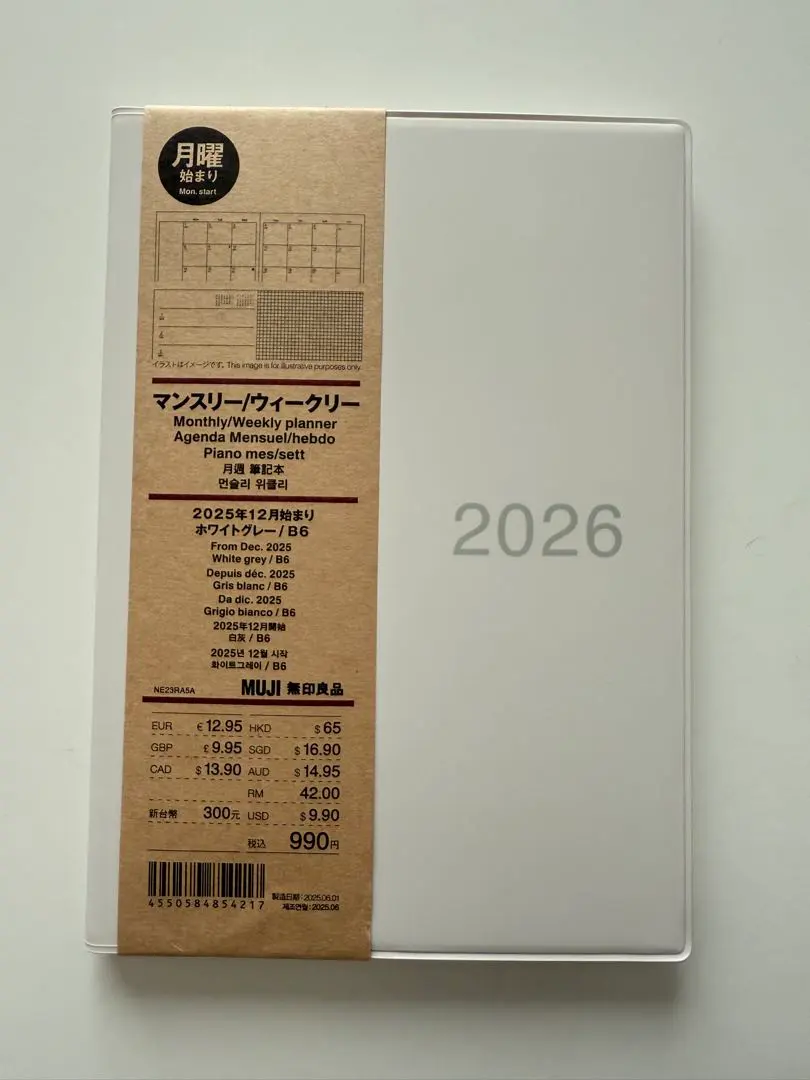 月曜
始まり
Mon. start
イラストはイメージです。This image is for illustrative purposes only.
マンスリー/ウィークリー
Monthly/Weekly planner
Agenda Mensuel/hebdo
Piano mes/sett
月週 筆記本
먼슬리 위클리
2025年12月始まり
ホワイトグレー/B6
From Dec. 2025
White grey / B6
Depuis déc. 2025
Gris blanc / B6
Da dic. 2025
Grigio bianco / B6
2025年12月開始
白灰 / B6
2025년 12월 시작
화이트그레이 / B6
NE23RA5A MUJI 無印良品
EUR € 12.95 HKD $ 65
GBP £ 9.95 SGD $ 16.90
CAD $ 13.90 AUD $ 14.95
RM 42.00
新台幣 300元 USD $ 9.90
税込 990円
4550584854217
製造日期:2025.06.01
제조연월:2025.06
2026